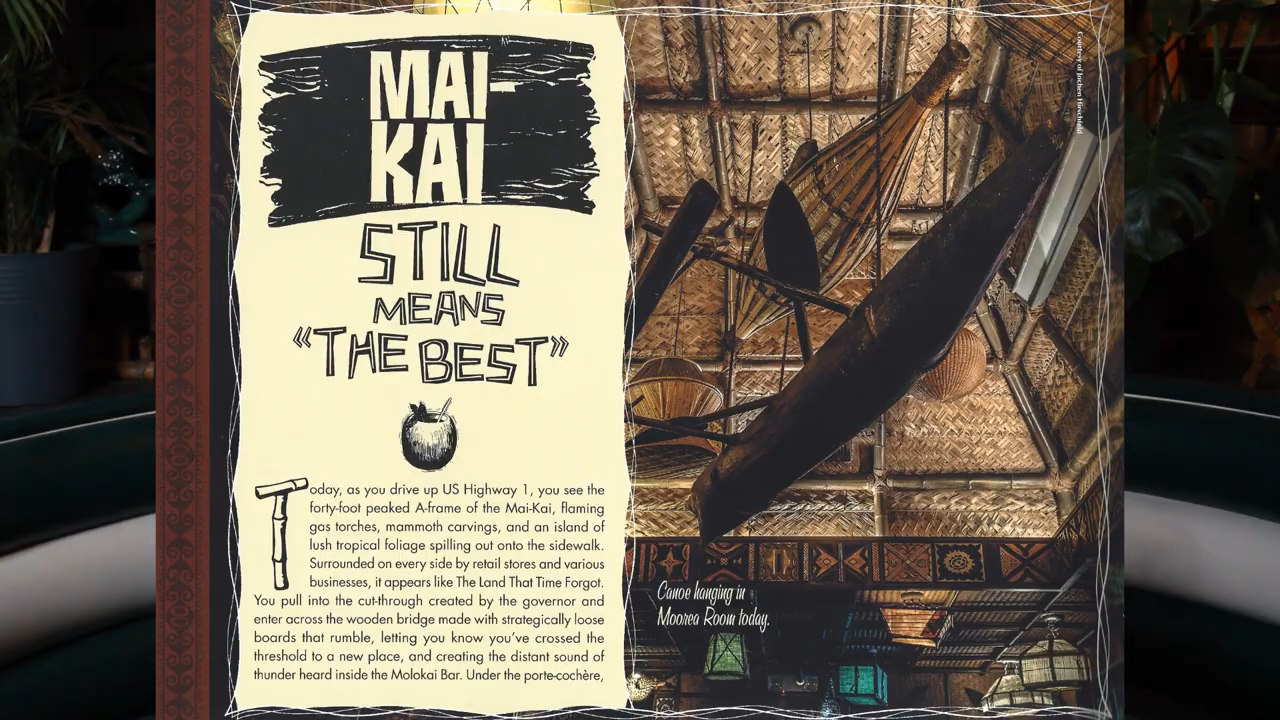 MAI-
KAI
STILL
MEANS
“THE BEST”
Today, as you drive up US Highway 1, you see the
forty-foot peaked A-frame of the Mai-Kai, flaming
gas torches, mammoth carvings, and an island of
lush tropical foliage spilling out onto the sidewalk.
Surrounded on every side by retail stores and various
businesses, it appears like The Land That Time Forgot.
You pull into the cut-through created by the governor and
enter across the wooden bridge made with strategically loose
boards that rumble, letting you know you’ve crossed the
threshold to a new place, and creating the distant sound of
thunder heard inside the Molokai Bar. Under the porte-cochère,
Courtesy of Jochen Hirschfeld
Canoe hanging in
Moorea Room today.